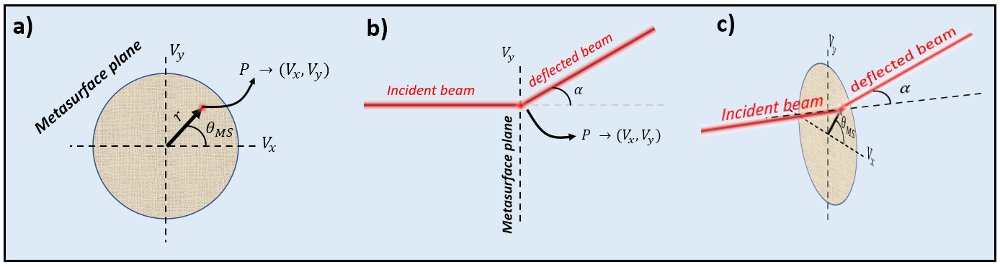 a)
Metasurface plane
V_y
P → (V_x, V_y)
r
θ_MS
V_x
b)
V_y
Incident beam
deflected beam
α
P → (V_x, V_y)
Metasurface plane
c)
V_y
Incident beam
deflected beam
α
θ_MS
V_x